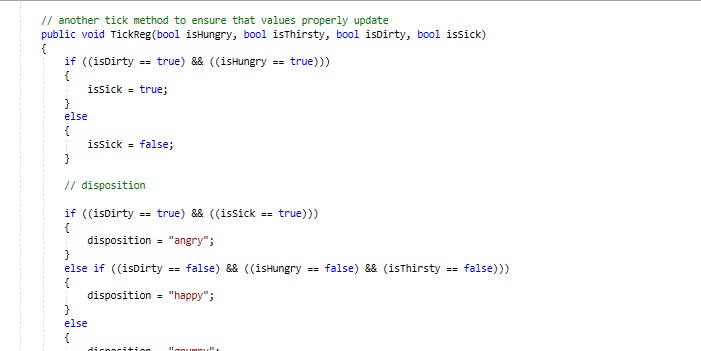 // another tick method to ensure that values properly update
public void TickReg(bool isHungry, bool isThirsty, bool isDirty, bool isSick)
{
if ((isDirty == true) && ((isHungry == true)))
{
isSick = true;
}
else
{
isSick = false;
}
// disposition
if ((isDirty == true) && ((isSick == true)))
{
disposition = "angry";
}
else if ((isDirty == false) && ((isHungry == false) && (isThirsty == false)))
{
disposition = "happy";
}
else
{
disposition = "grumpy";